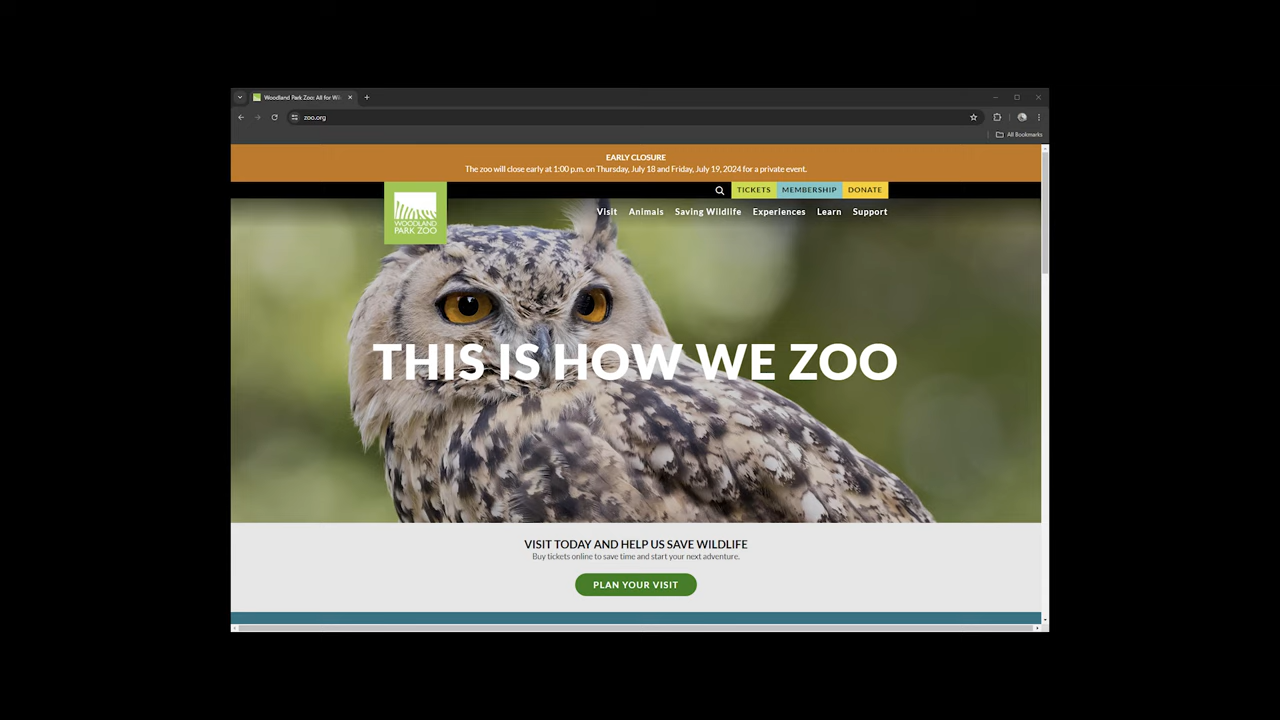 Woodland Park Zoo: All for Wi
zoo.org
All Bookmarks
EARLY CLOSURE
The zoo will close early at 1:00 p.m. on Thursday, July 18 and Friday, July 19, 2024 for a private event.
TICKETS MEMBERSHIP DONATE
WOODLAND
PARK ZOO
Visit Animals Saving Wildlife Experiences Learn Support
THIS IS HOW WE ZOO
VISIT TODAY AND HELP US SAVE WILDLIFE
Buy tickets online to save time and start your next adventure.
PLAN YOUR VISIT